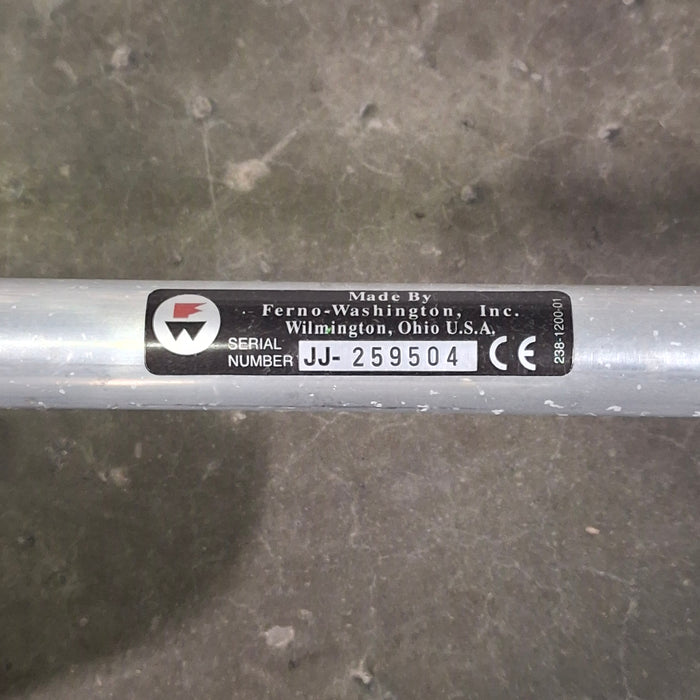 Made By
Ferno-Washington, Inc.
Wilmington, Ohio U.S.A.
SERIAL
NUMBER JJ- 259504 CE
238-1200-01